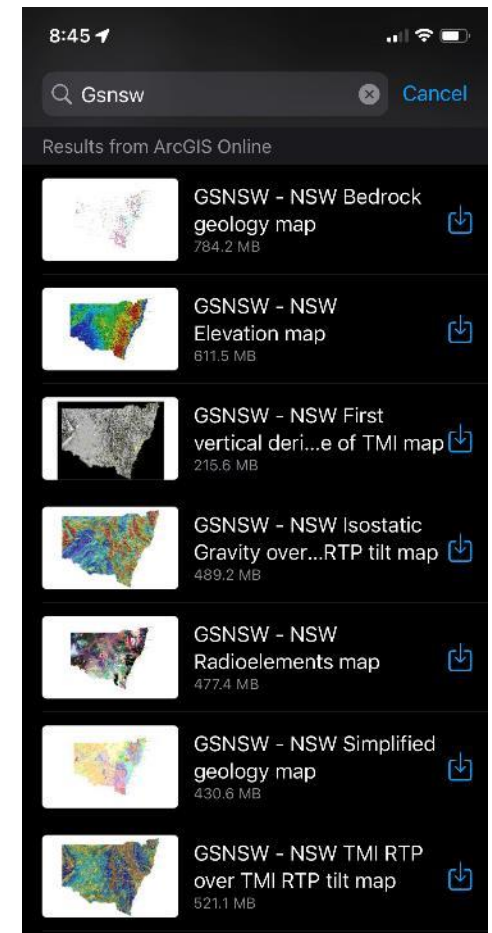 8:45
Gsnsw
Cancel
Results from ArcGIS Online
GSNSW - NSW Bedrock
geology map
784.2 MB
GSNSW - NSW
Elevation map
611.5 MB
GSNSW - NSW First
vertical deri...e of TMI map
215.6 MB
GSNSW - NSW Isostatic
Gravity over...RTP tilt map
489.2 MB
GSNSW - NSW
Radioelements map
477.4 MB
GSNSW - NSW Simplified
geology map
430.6 MB
GSNSW - NSW TMI RTP
over TMI RTP tilt map
521.1 MB